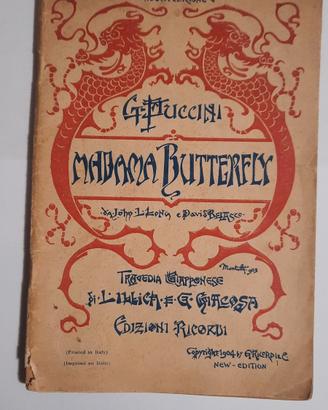 G. PUCCINI
MADAMA BUTTERFLY
da John L. Long e David Belasco
TRAGEDIA GIAPPONESE
di L. ILLICA e G. GIACOSA
EDIZIONI RICORDI
(Printed in Italy)
(Imprimé en Italie)
Copyright 1904 by G. RICORDI & C.
NEW-EDITION